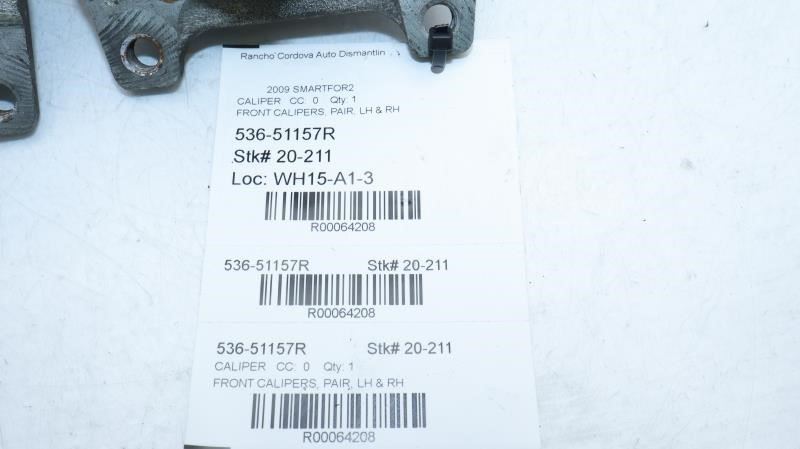 Rancho Cordova Auto Dismantlin
2009 SMARTFOR2
CALIPER CC: 0 Qty: 1
FRONT CALIPERS, PAIR, LH & RH
536-51157R
Stk# 20-211
Loc: WH15-A1-3
R00064208
536-51157R Stk# 20-211
R00064208
536-51157R Stk# 20-211
CALIPER CC: 0 Qty: 1
FRONT CALIPERS, PAIR, LH & RH
R00064208